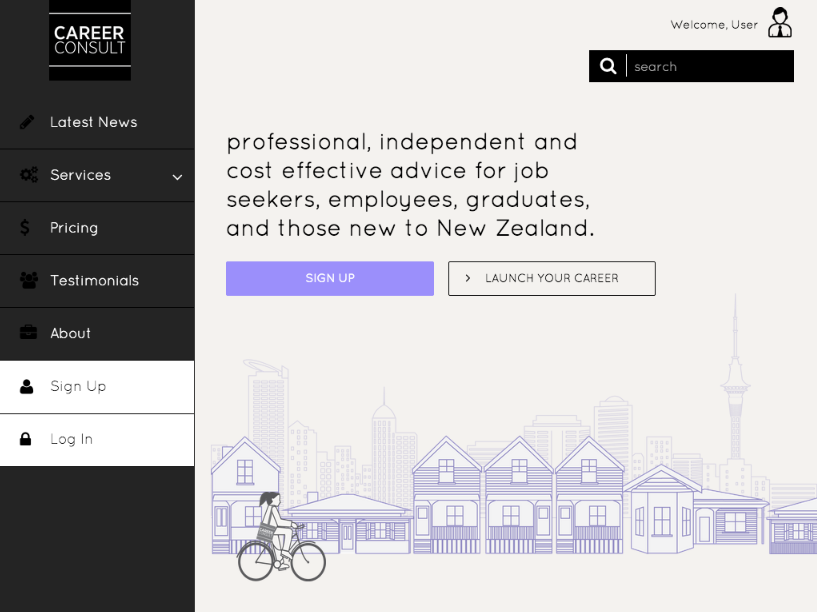 CAREER
CONSULT
Latest News
Services
Pricing
Testimonials
About
Sign Up
Log In
Welcome, User
search
professional, independent and
cost effective advice for job
seekers, employees, graduates,
and those new to New Zealand.
SIGN UP
LAUNCH YOUR CAREER